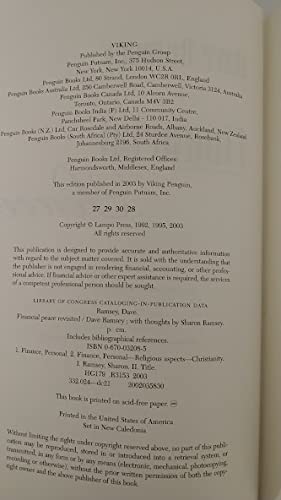 VIKING
Published by the Penguin Group
Penguin Putnam, Inc., 375 Hudson Street,
New York, New York 10014, U.S.A.
Penguin Books Ltd, 80 Strand, London WC2R 0RL, England
Penguin Books Australia Ltd, 250 Camberwell Road, Camberwell, Victoria 3124, Australia
Penguin Books Canada Ltd, 10 Alcorn Avenue,
Toronto, Ontario, Canada M4V 3B2
Penguin Books India (P) Ltd, 11 Community Centre,
Panchsheel Park, New Delhi - 110 017, India
Penguin Books (N.Z.) Ltd, Cnr Rosedale and Airborne Roads, Albany, Auckland, New Zealand
Penguin Books (South Africa) (Pty) Ltd, 24 Sturdee Avenue, Rosebank,
Johannesburg 2196, South Africa
Penguin Books Ltd, Registered Offices:
Harmondsworth, Middlesex, England
This edition published in 2003 by Viking Penguin,
a member of Penguin Putnam, Inc.
27 29 30 28
Copyright © Lampo Press, 1992, 1995, 2003
All rights reserved
This publication is designed to provide accurate and authoritative information
with regard to the subject matter covered. It is sold with the understanding that
the publisher is not engaged in rendering financial, accounting, or other profes-
sional advice. If financial advice or other expert assistance is required, the services
of a competent professional person should be sought.
LIBRARY OF CONGRESS CATALOGING-IN-PUBLICATION DATA
Ramsey, Dave.
Financial peace revisited / Dave Ramsey ; with thoughts by Sharon Ramsey.
p. cm.
Includes bibliographical references.
ISBN 0-670-03208-5
1. Finance, Personal. 2. Finance, Personal—Religious aspects—Christianity.
I. Ramsey, Sharon. II. Title.
HG179 .R3153 2003
332.024—dc21 2002035850
This book is printed on acid-free paper.
Printed in the United States of America
Set in New Caledonia
Without limiting the rights under copyright reserved above, no part of this publi-
cation may be reproduced, stored in or introduced into a retrieval system, or
transmitted, in any form or by any means (electronic, mechanical, photocopying,
recording or otherwise), without the prior written permission of both the copy-
right owner and the above publisher of this book.